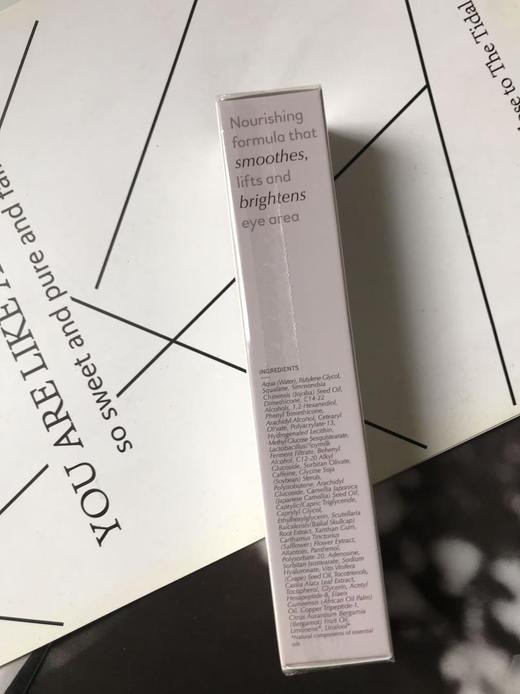 Nourishing
formula that
smoothes,
lifts and
brightens
eye area
INGREDIENTS
Aqua (Water), Butylene Glycol,
Squalane, Simmondsia
Chinensis (Jojoba) Seed Oil,
Dimethicone, C14-22
Alcohols, 1,2-Hexanediol,
Phenyl Trimethicone,
Arachidyl Alcohol, Cetearyl
Olivate, Polyacrylate-13,
Hydrogenated Lecithin,
Methyl Glucose Sesquistearate,
Lactobacillus/Soymilk
Ferment Filtrate, Behenyl
Alcohol, C12-20 Alkyl
Glucoside, Sorbitan Olivate,
Caffeine, Glycine Soja
(Soybean) Sterols,
Polyisobutene, Arachidyl
Glucoside, Camellia Japonica
(Japanese Camellia) Seed Oil,
Caprylic/Capric Triglyceride,
Caprylyl Glycol,
Ethylhexylglycerin, Scutellaria
Baicalensis (Baikal Skullcap)
Root Extract, Xanthan Gum,
Carthamus Tinctorius
(Safflower) Flower Extract,
Allantoin, Panthenol,
Polysorbate 20, Adenosine,
Sorbitan Isostearate, Sodium
Hyaluronate, Vitis Vinifera
(Grape) Seed Oil, Tocotrienols,
Cassia Alata Leaf Extract,
Tocopherol, Glycerin, Acetyl
Hexapeptide-8, Elaeis
Guineensis (African Oil Palm)
Oil, Copper Tripeptide-1,
Citrus Aurantium Bergamia
(Bergamot) Fruit Oil,
Limonene*, Linalool*
*Natural components of essential
oils
YOU ARE LIKE
so sweet and pure and
to The Tidal